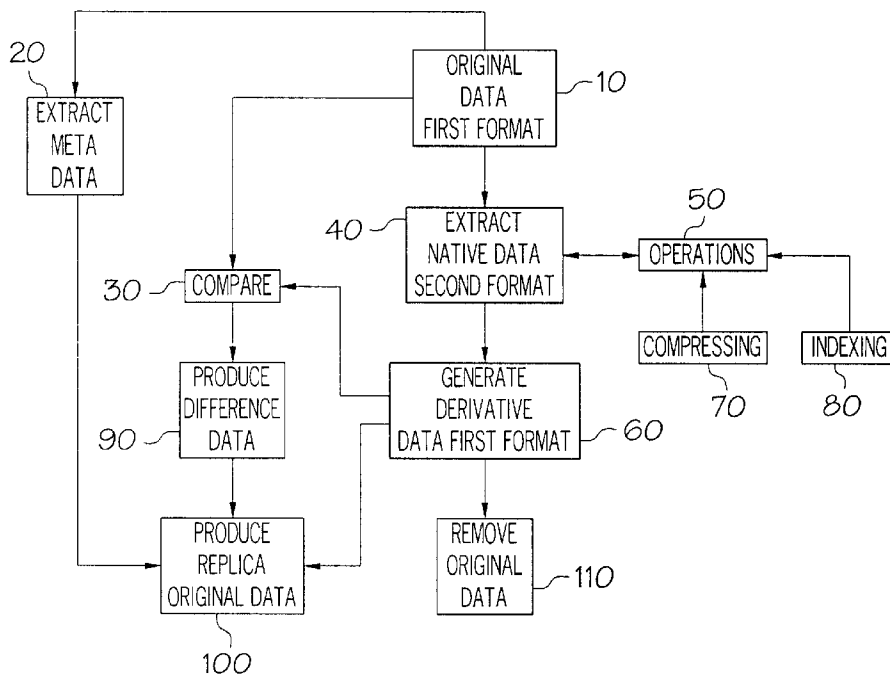 20
EXTRACT
META
DATA
ORIGINAL
DATA
FIRST FORMAT
10
40
EXTRACT
NATIVE DATA
SECOND FORMAT
50
OPERATIONS
30
COMPARE
COMPRESSING
70
INDEXING
80
PRODUCE
DIFFERENCE
DATA
90
GENERATE
DERIVATIVE
DATA FIRST FORMAT
60
PRODUCE
REPLICA
ORIGINAL DATA
100
REMOVE
ORIGINAL
DATA
110